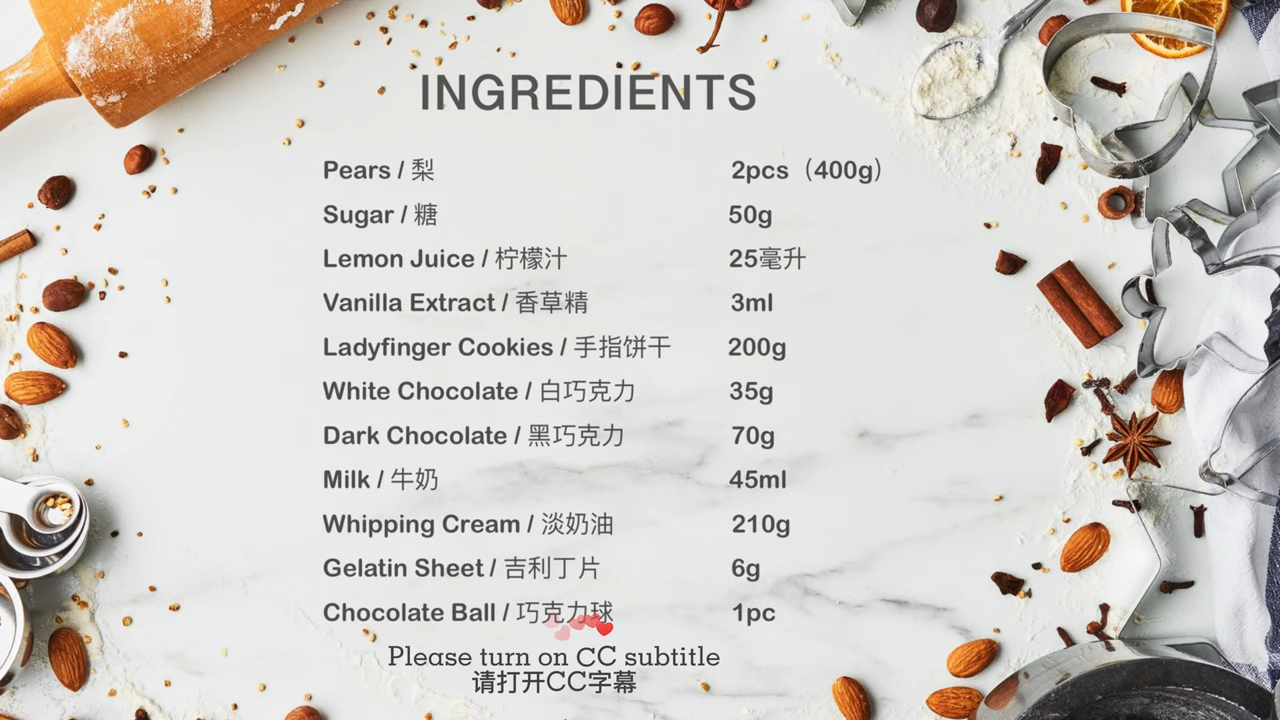 INGREDIENTS
Pears / 梨 2pcs（400g）
Sugar / 糖 50g
Lemon Juice / 柠檬汁 25毫升
Vanilla Extract / 香草精 3ml
Ladyfinger Cookies / 手指饼干 200g
White Chocolate / 白巧克力 35g
Dark Chocolate / 黑巧克力 70g
Milk / 牛奶 45ml
Whipping Cream / 淡奶油 210g
Gelatin Sheet / 吉利丁片 6g
Chocolate Ball / 巧克力球 1pc
Please turn on CC subtitle
请打开CC字幕